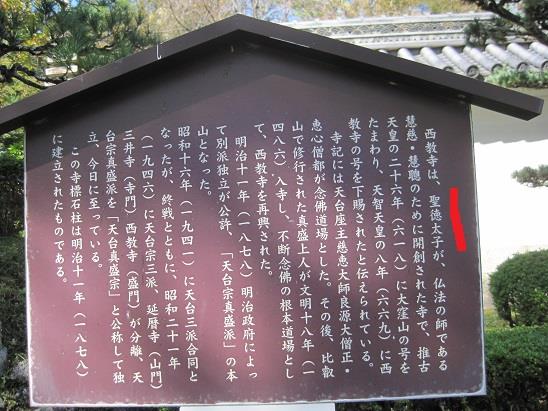 西教寺は、聖徳太子が、仏法の師である
慧慈・慧聰のために開創された寺で、推古
天皇の二十六年（六一八）に大窪山の号を
たまわり、天智天皇の八年（六六九）に西
教寺の号を下賜されたと伝えられている。
寺記には天台座主慈恵大師良源大僧正・
恵心僧都が念佛道場とした。その後、比叡
山で修行された真盛上人が文明十八年（一
四八六）入寺し、不断念佛の根本道場とし
て、西教寺を再興された。
明治十一年（一八七八）明治政府によっ
て別派独立が公許、「天台宗真盛派」の本
山となった。
昭和十六年（一九四一）に天台三派合同と
なったが、終戦とともに、昭和二十一年
（一九四六）に天台宗三派、延暦寺（山門）
三井寺（寺門）西教寺（盛門）が分離、天
台宗真盛派を「天台真盛宗」と公称して独
立、今日に至っている。
この寺標石柱は明治十一年（一八七八）
に建立されたものである。